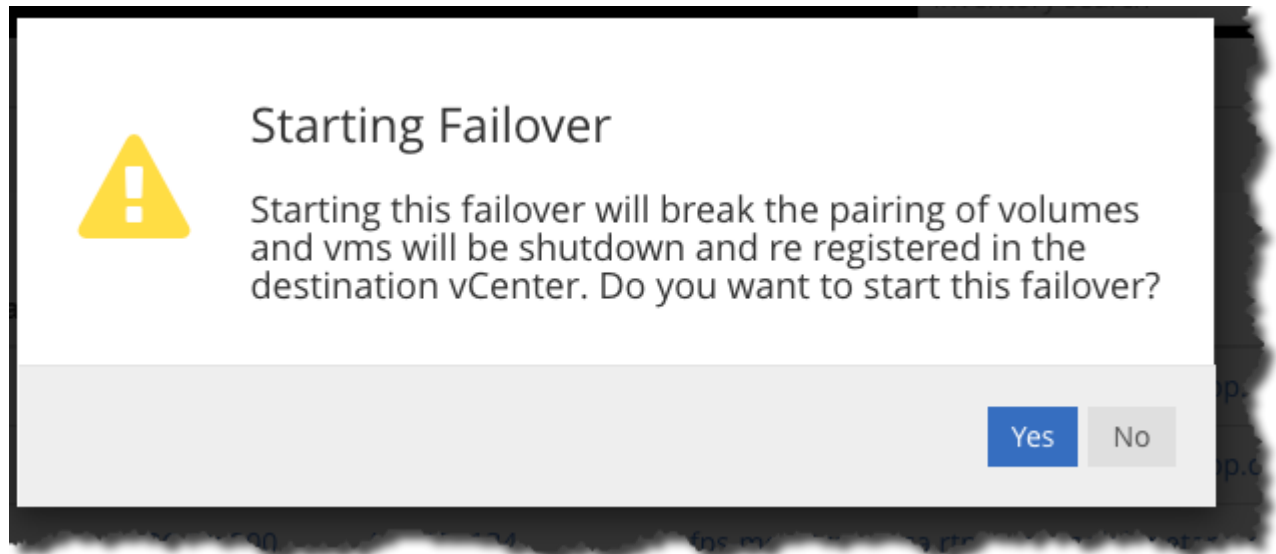 Starting Failover
Starting this failover will break the pairing of volumes
and vms will be shutdown and re registered in the
destination vCenter. Do you want to start this failover?
Yes No